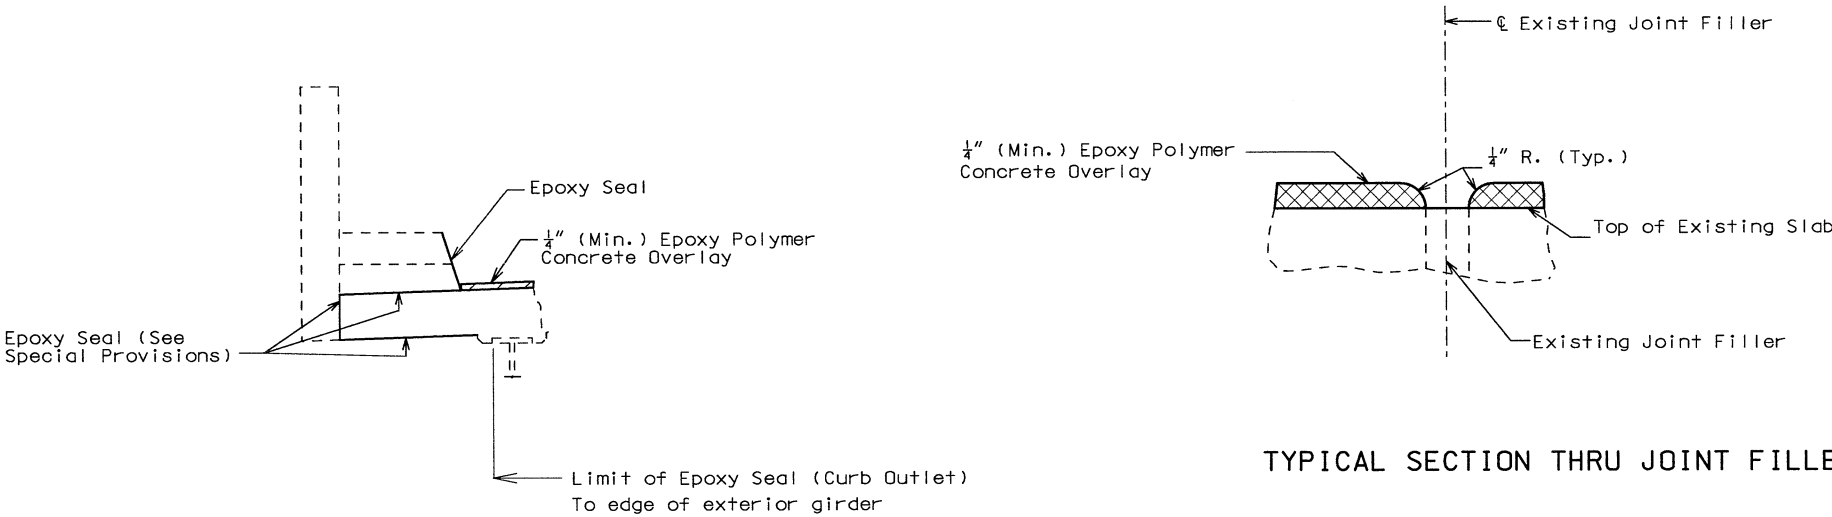 Epoxy Seal
¼" (Min.) Epoxy Polymer
Concrete Overlay
Epoxy Seal (See
Special Provisions)
Limit of Epoxy Seal (Curb Outlet)
To edge of exterior girder
℄ Existing Joint Filler
¼" (Min.) Epoxy Polymer
Concrete Overlay
¼" R. (Typ.)
Top of Existing Slab
Existing Joint Filler
TYPICAL SECTION THRU JOINT FILLE